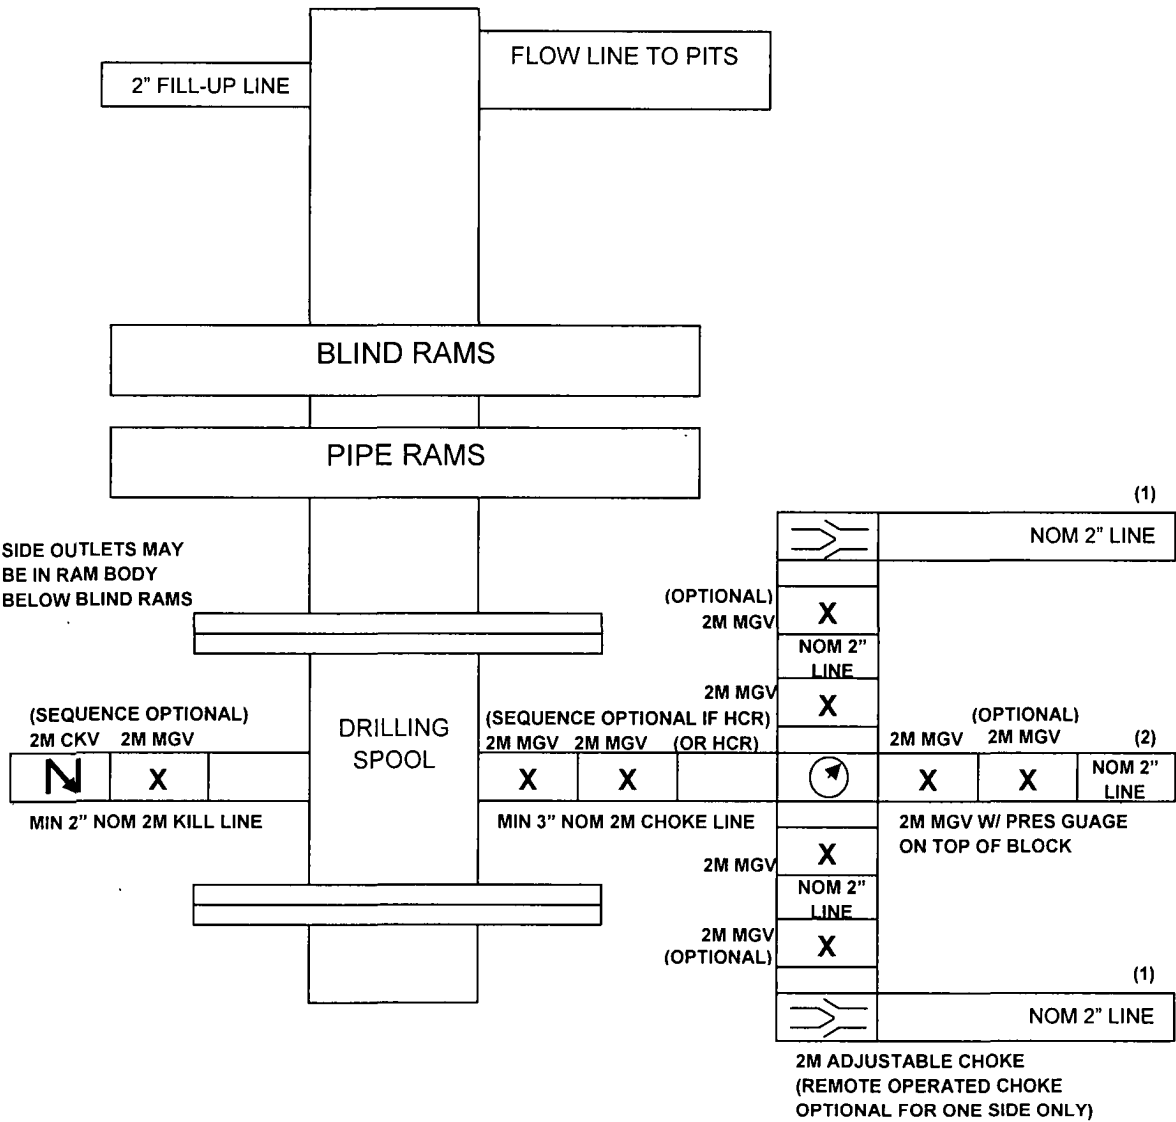 FLOW LINE TO PITS
2" FILL-UP LINE
BLIND RAMS
PIPE RAMS
(1)
NOM 2" LINE
SIDE OUTLETS MAY
BE IN RAM BODY
BELOW BLIND RAMS
(OPTIONAL)
2M MGV
X
NOM 2"
LINE
2M MGV
X
(SEQUENCE OPTIONAL)
2M CKV 2M MGV
X
MIN 2" NOM 2M KILL LINE
DRILLING
SPOOL
(SEQUENCE OPTIONAL IF HCR)
2M MGV 2M MGV (OR HCR)
X X
MIN 3" NOM 2M CHOKE LINE
(OPTIONAL)
2M MGV 2M MGV (2)
X X
NOM 2"
LINE
2M MGV W/ PRES GUAGE
ON TOP OF BLOCK
2M MGV
X
NOM 2"
LINE
2M MGV
(OPTIONAL)
X
(1)
NOM 2" LINE
2M ADJUSTABLE CHOKE
(REMOTE OPERATED CHOKE
OPTIONAL FOR ONE SIDE ONLY)